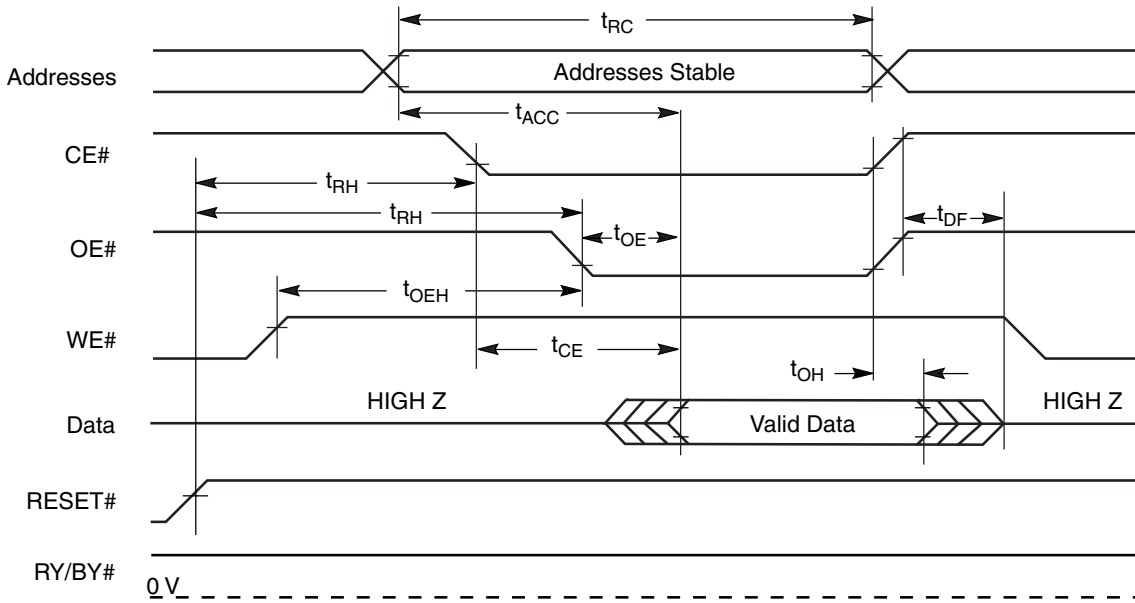 tRC
Addresses
Addresses Stable
tACC
CE#
tRH
tRH
tDF
OE#
tOE
tOEH
WE#
tCE
tOH
HIGH Z
HIGH Z
Data
Valid Data
RESET#
RY/BY#
0 V